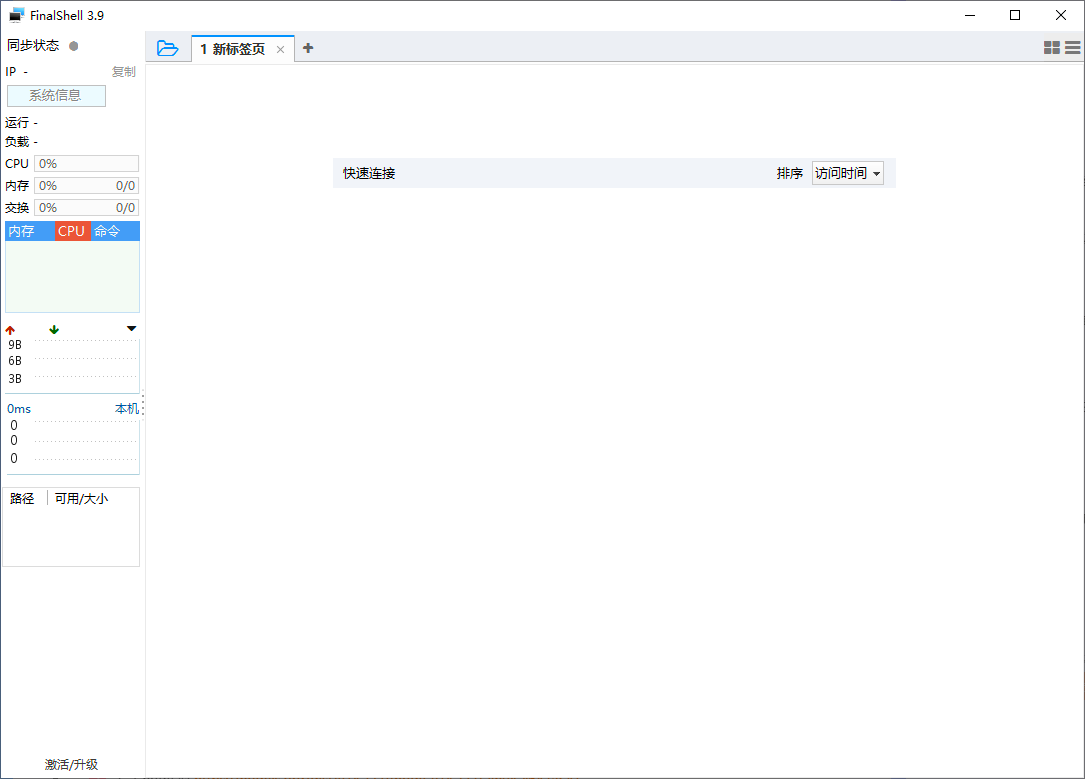 FinalShell 3.9
同步状态
IP - 复制
系统信息
运行 -
负载 -
CPU 0%
内存 0% 0/0
交换 0% 0/0
内存 CPU 命令
9B
6B
3B
0ms 本机
0
0
0
路径 可用/大小
激活/升级
1 新标签页
快速连接 排序 访问时间